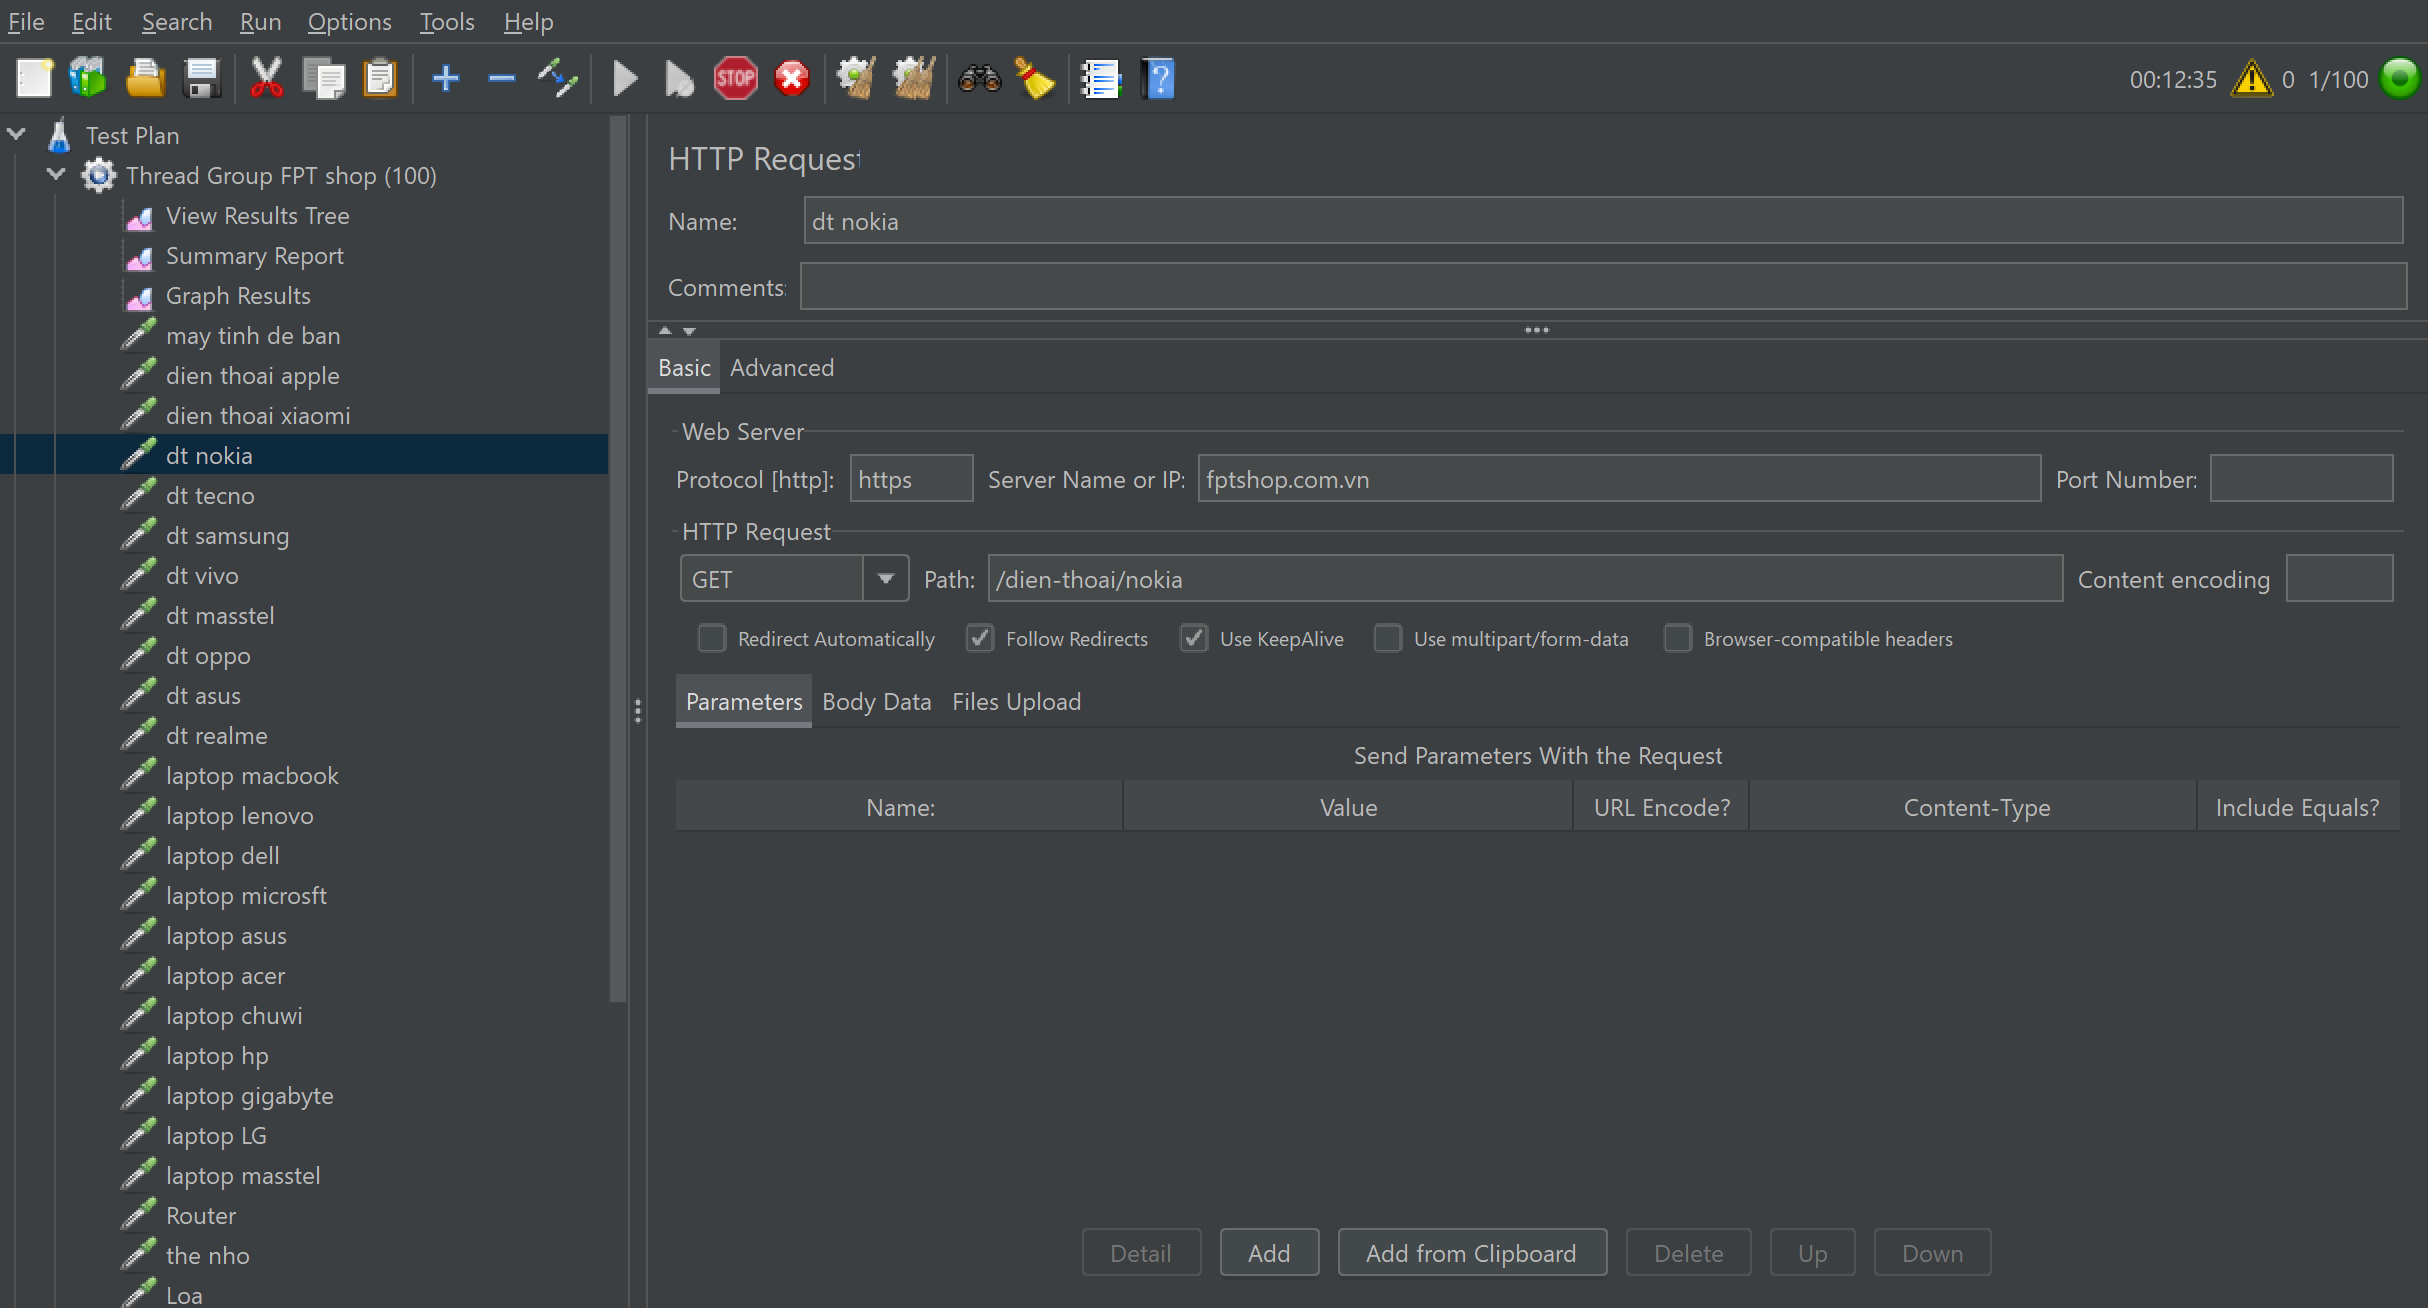 File Edit Search Run Options Tools Help
STOP ? 00:12:35 0 1/100
Test Plan
Thread Group FPT shop (100)
View Results Tree
Summary Report
Graph Results
may tinh de ban
dien thoai apple
dien thoai xiaomi
dt nokia
dt tecno
dt samsung
dt vivo
dt masstel
dt oppo
dt asus
dt realme
laptop macbook
laptop lenovo
laptop dell
laptop microsft
laptop asus
laptop acer
laptop chuwi
laptop hp
laptop gigabyte
laptop LG
laptop masstel
Router
the nho
Loa
HTTP Request
Name: dt nokia
Comments:
Basic Advanced
Web Server
Protocol [http]: https Server Name or IP: fptshop.com.vn Port Number:
HTTP Request
GET Path: /dien-thoai/nokia Content encoding
Redirect Automatically Follow Redirects Use KeepAlive Use multipart/form-data Browser-compatible headers
Parameters Body Data Files Upload
Send Parameters With the Request
Name: Value URL Encode? Content-Type Include Equals?
Detail Add Add from Clipboard Delete Up Down